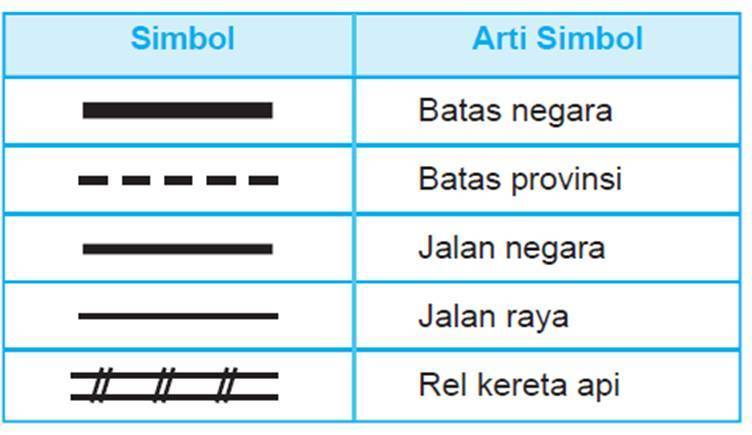 Simbol Arti Simbol
Batas negara
Batas provinsi
Jalan negara
Jalan raya
Rel kereta api